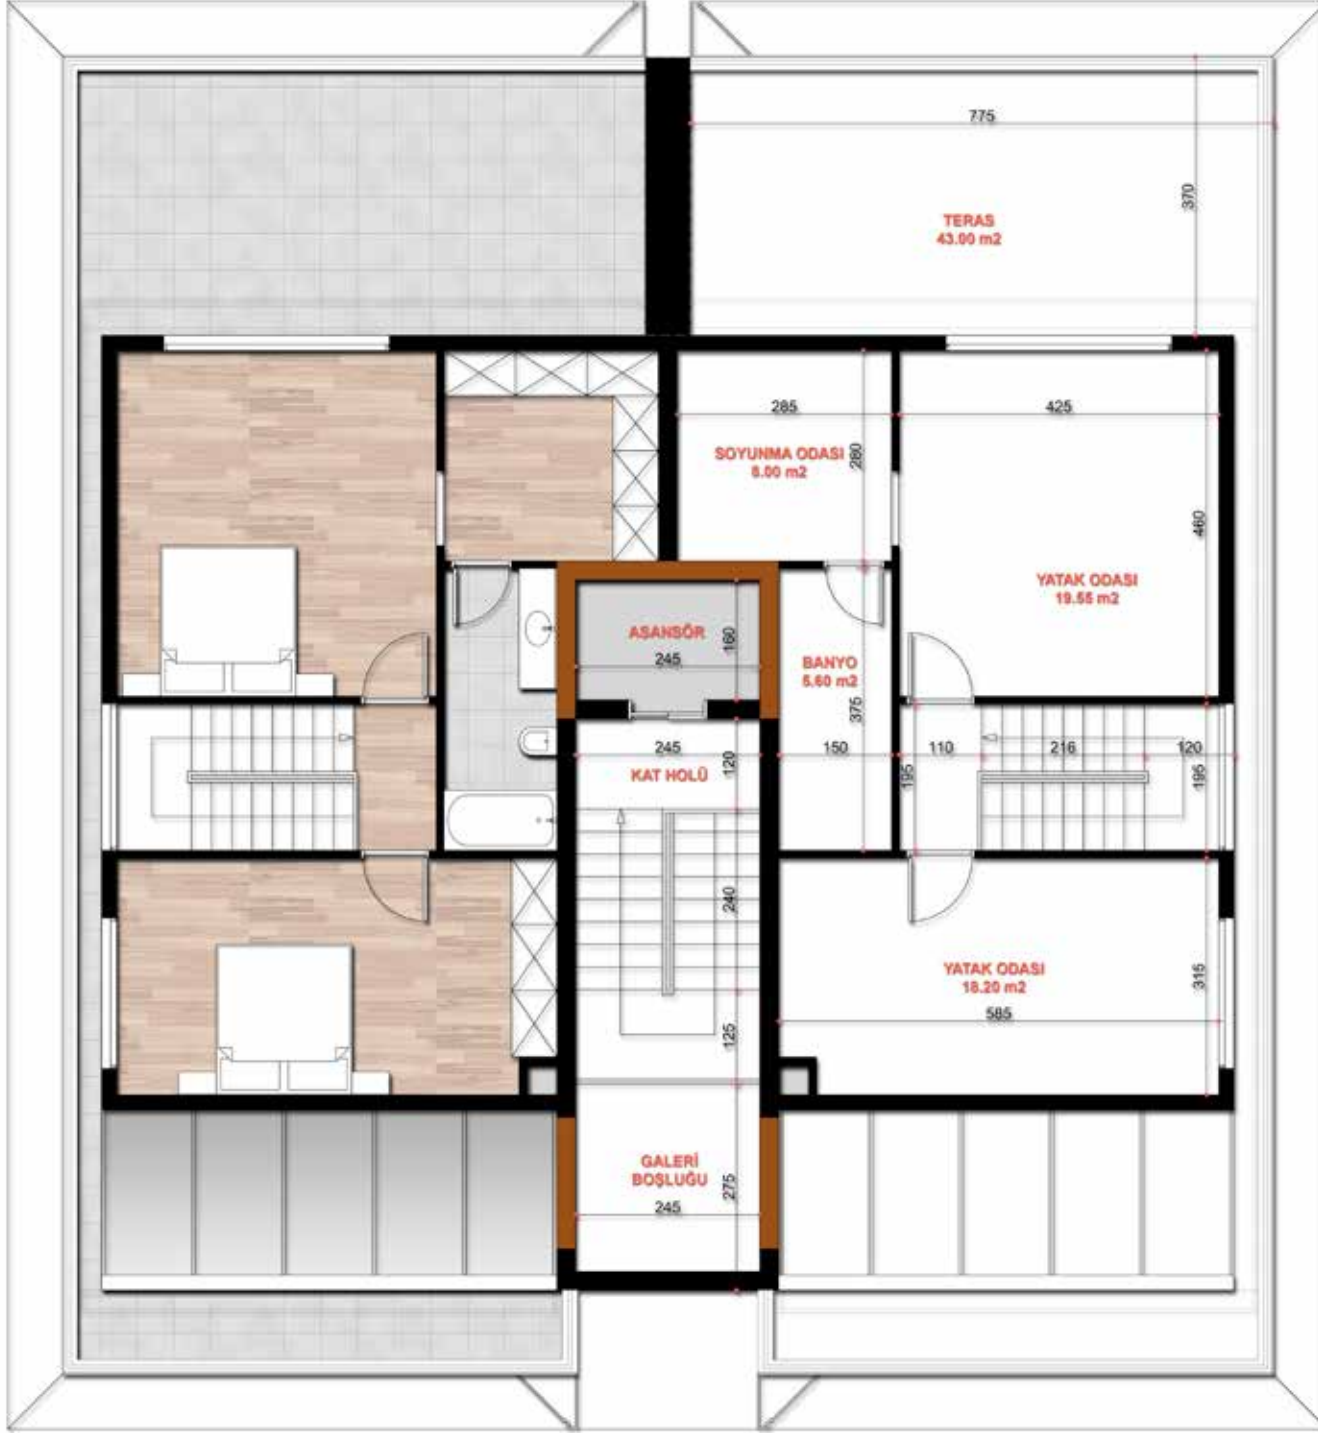 775
370
TERAS
43.00 m2
285
425
SOYUNMA ODASI
8.00 m2
280
460
YATAK ODASI
19.55 m2
ASANSÖR
245
160
BANYO
5.60 m2
375
245
120
KAT HOLÜ
150
110
216
120
195
195
240
YATAK ODASI
18.20 m2
585
315
125
GALERİ
BOŞLUĞU
245
275